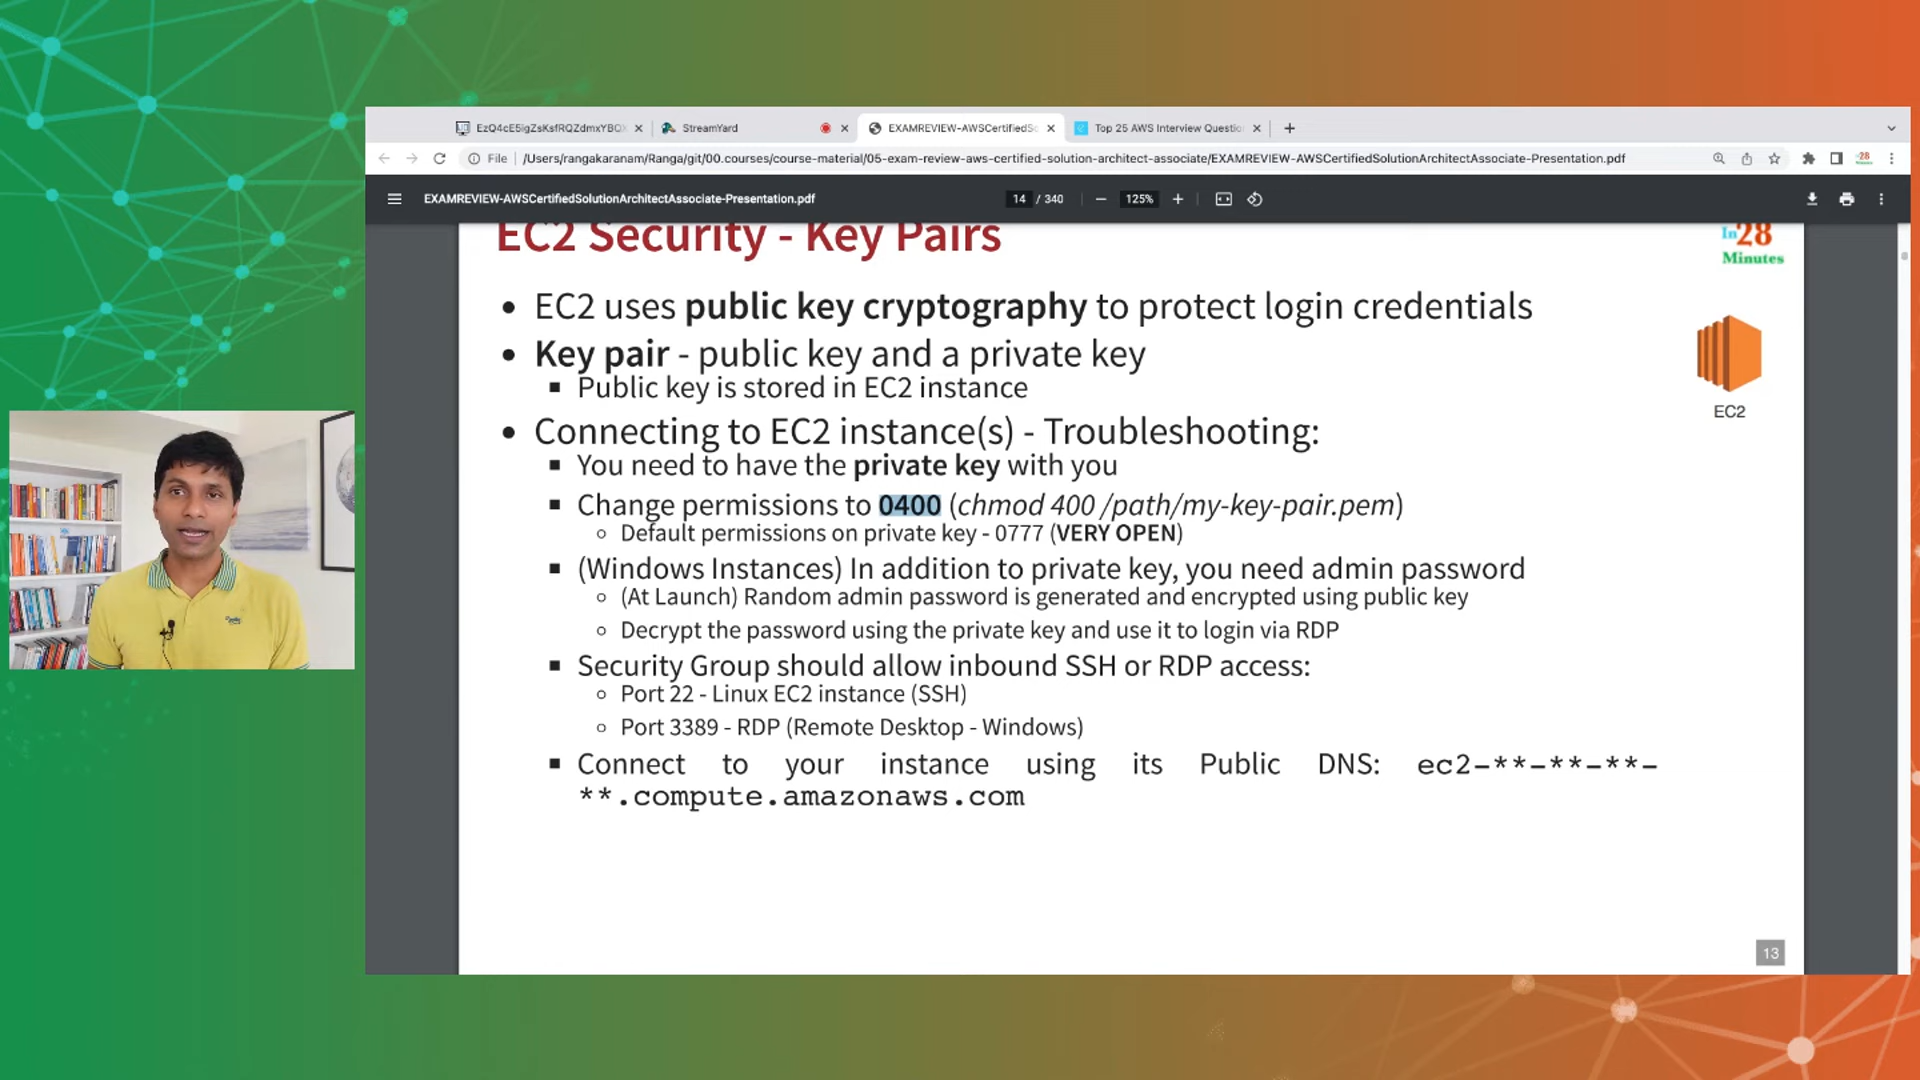 EzQ4cE5igZsKsfRQZdmxYBQX
StreamYard
EXAMREVIEW-AWSCertifiedSo
Top 25 AWS Interview Questio
File
/Users/rangakaranam/Ranga/git/00.courses/course-material/05-exam-review-aws-certified-solution-architect-associate/EXAMREVIEW-AWSCertifiedSolutionArchitectAssociate-Presentation.pdf
EXAMREVIEW-AWSCertifiedSolutionArchitectAssociate-Presentation.pdf
14 / 340
125%
EC2 Security - Key Pairs
In28
Minutes
• EC2 uses public key cryptography to protect login credentials
• Key pair - public key and a private key
▪ Public key is stored in EC2 instance
EC2
• Connecting to EC2 instance(s) - Troubleshooting:
▪ You need to have the private key with you
▪ Change permissions to 0400 (chmod 400 /path/my-key-pair.pem)
○ Default permissions on private key - 0777 (VERY OPEN)
▪ (Windows Instances) In addition to private key, you need admin password
○ (At Launch) Random admin password is generated and encrypted using public key
○ Decrypt the password using the private key and use it to login via RDP
▪ Security Group should allow inbound SSH or RDP access:
○ Port 22 - Linux EC2 instance (SSH)
○ Port 3389 - RDP (Remote Desktop - Windows)
▪ Connect to your instance using its Public DNS: ec2-**-**-**-
**.compute.amazonaws.com
13